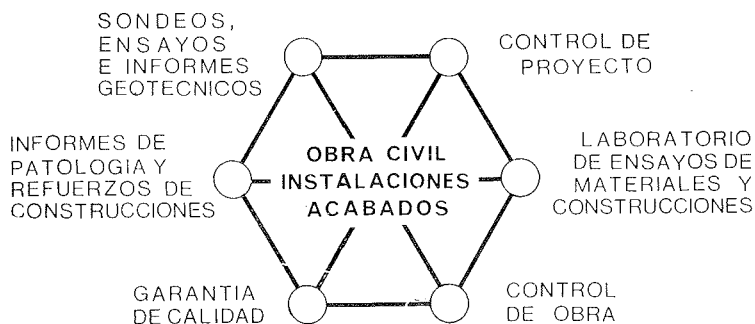 SONDEOS,
ENSAYOS
E INFORMES
GEOTECNICOS
CONTROL DE
PROYECTO
INFORMES DE
PATOLOGIA Y
REFUERZOS DE
CONSTRUCCIONES
OBRA CIVIL
INSTALACIONES
ACABADOS
LABORATORIO
DE ENSAYOS DE
MATERIALES Y
CONSTRUCCIONES
GARANTIA
DE CALIDAD
CONTROL
DE OBRA